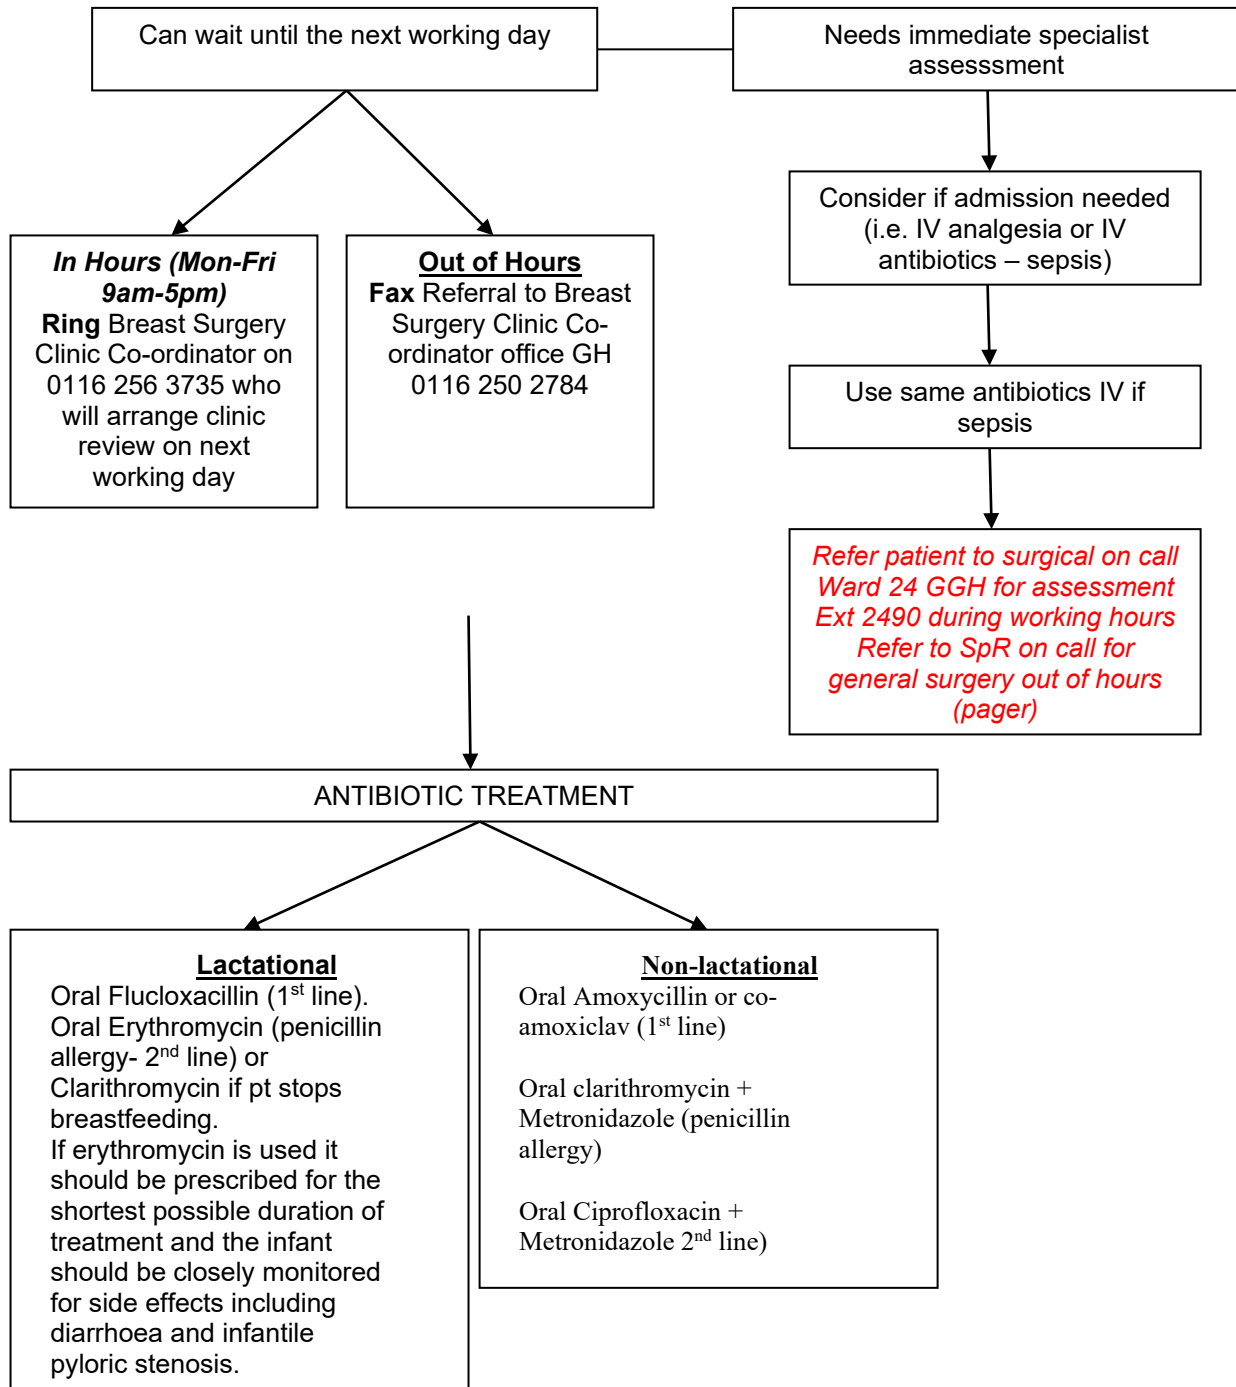 Can wait until the next working day
Needs immediate specialist
assesssment
Consider if admission needed
(i.e. IV analgesia or IV
antibiotics – sepsis)
In Hours (Mon-Fri
9am-5pm)
Ring Breast Surgery
Clinic Co-ordinator on
0116 256 3735 who
will arrange clinic
review on next
working day
Out of Hours
Fax Referral to Breast
Surgery Clinic Co-
ordinator office GH
0116 250 2784
Use same antibiotics IV if
sepsis
Refer patient to surgical on call
Ward 24 GGH for assessment
Ext 2490 during working hours
Refer to SpR on call for
general surgery out of hours
(pager)
ANTIBIOTIC TREATMENT
Lactational
Oral Flucloxacillin (1st line).
Oral Erythromycin (penicillin
allergy- 2nd line) or
Clarithromycin if pt stops
breastfeeding.
If erythromycin is used it
should be prescribed for the
shortest possible duration of
treatment and the infant
should be closely monitored
for side effects including
diarrhoea and infantile
pyloric stenosis.
Non-lactational
Oral Amoxycillin or co-
amoxiclav (1st line)
Oral clarithromycin +
Metronidazole (penicillin
allergy)
Oral Ciprofloxacin +
Metronidazole 2nd line)